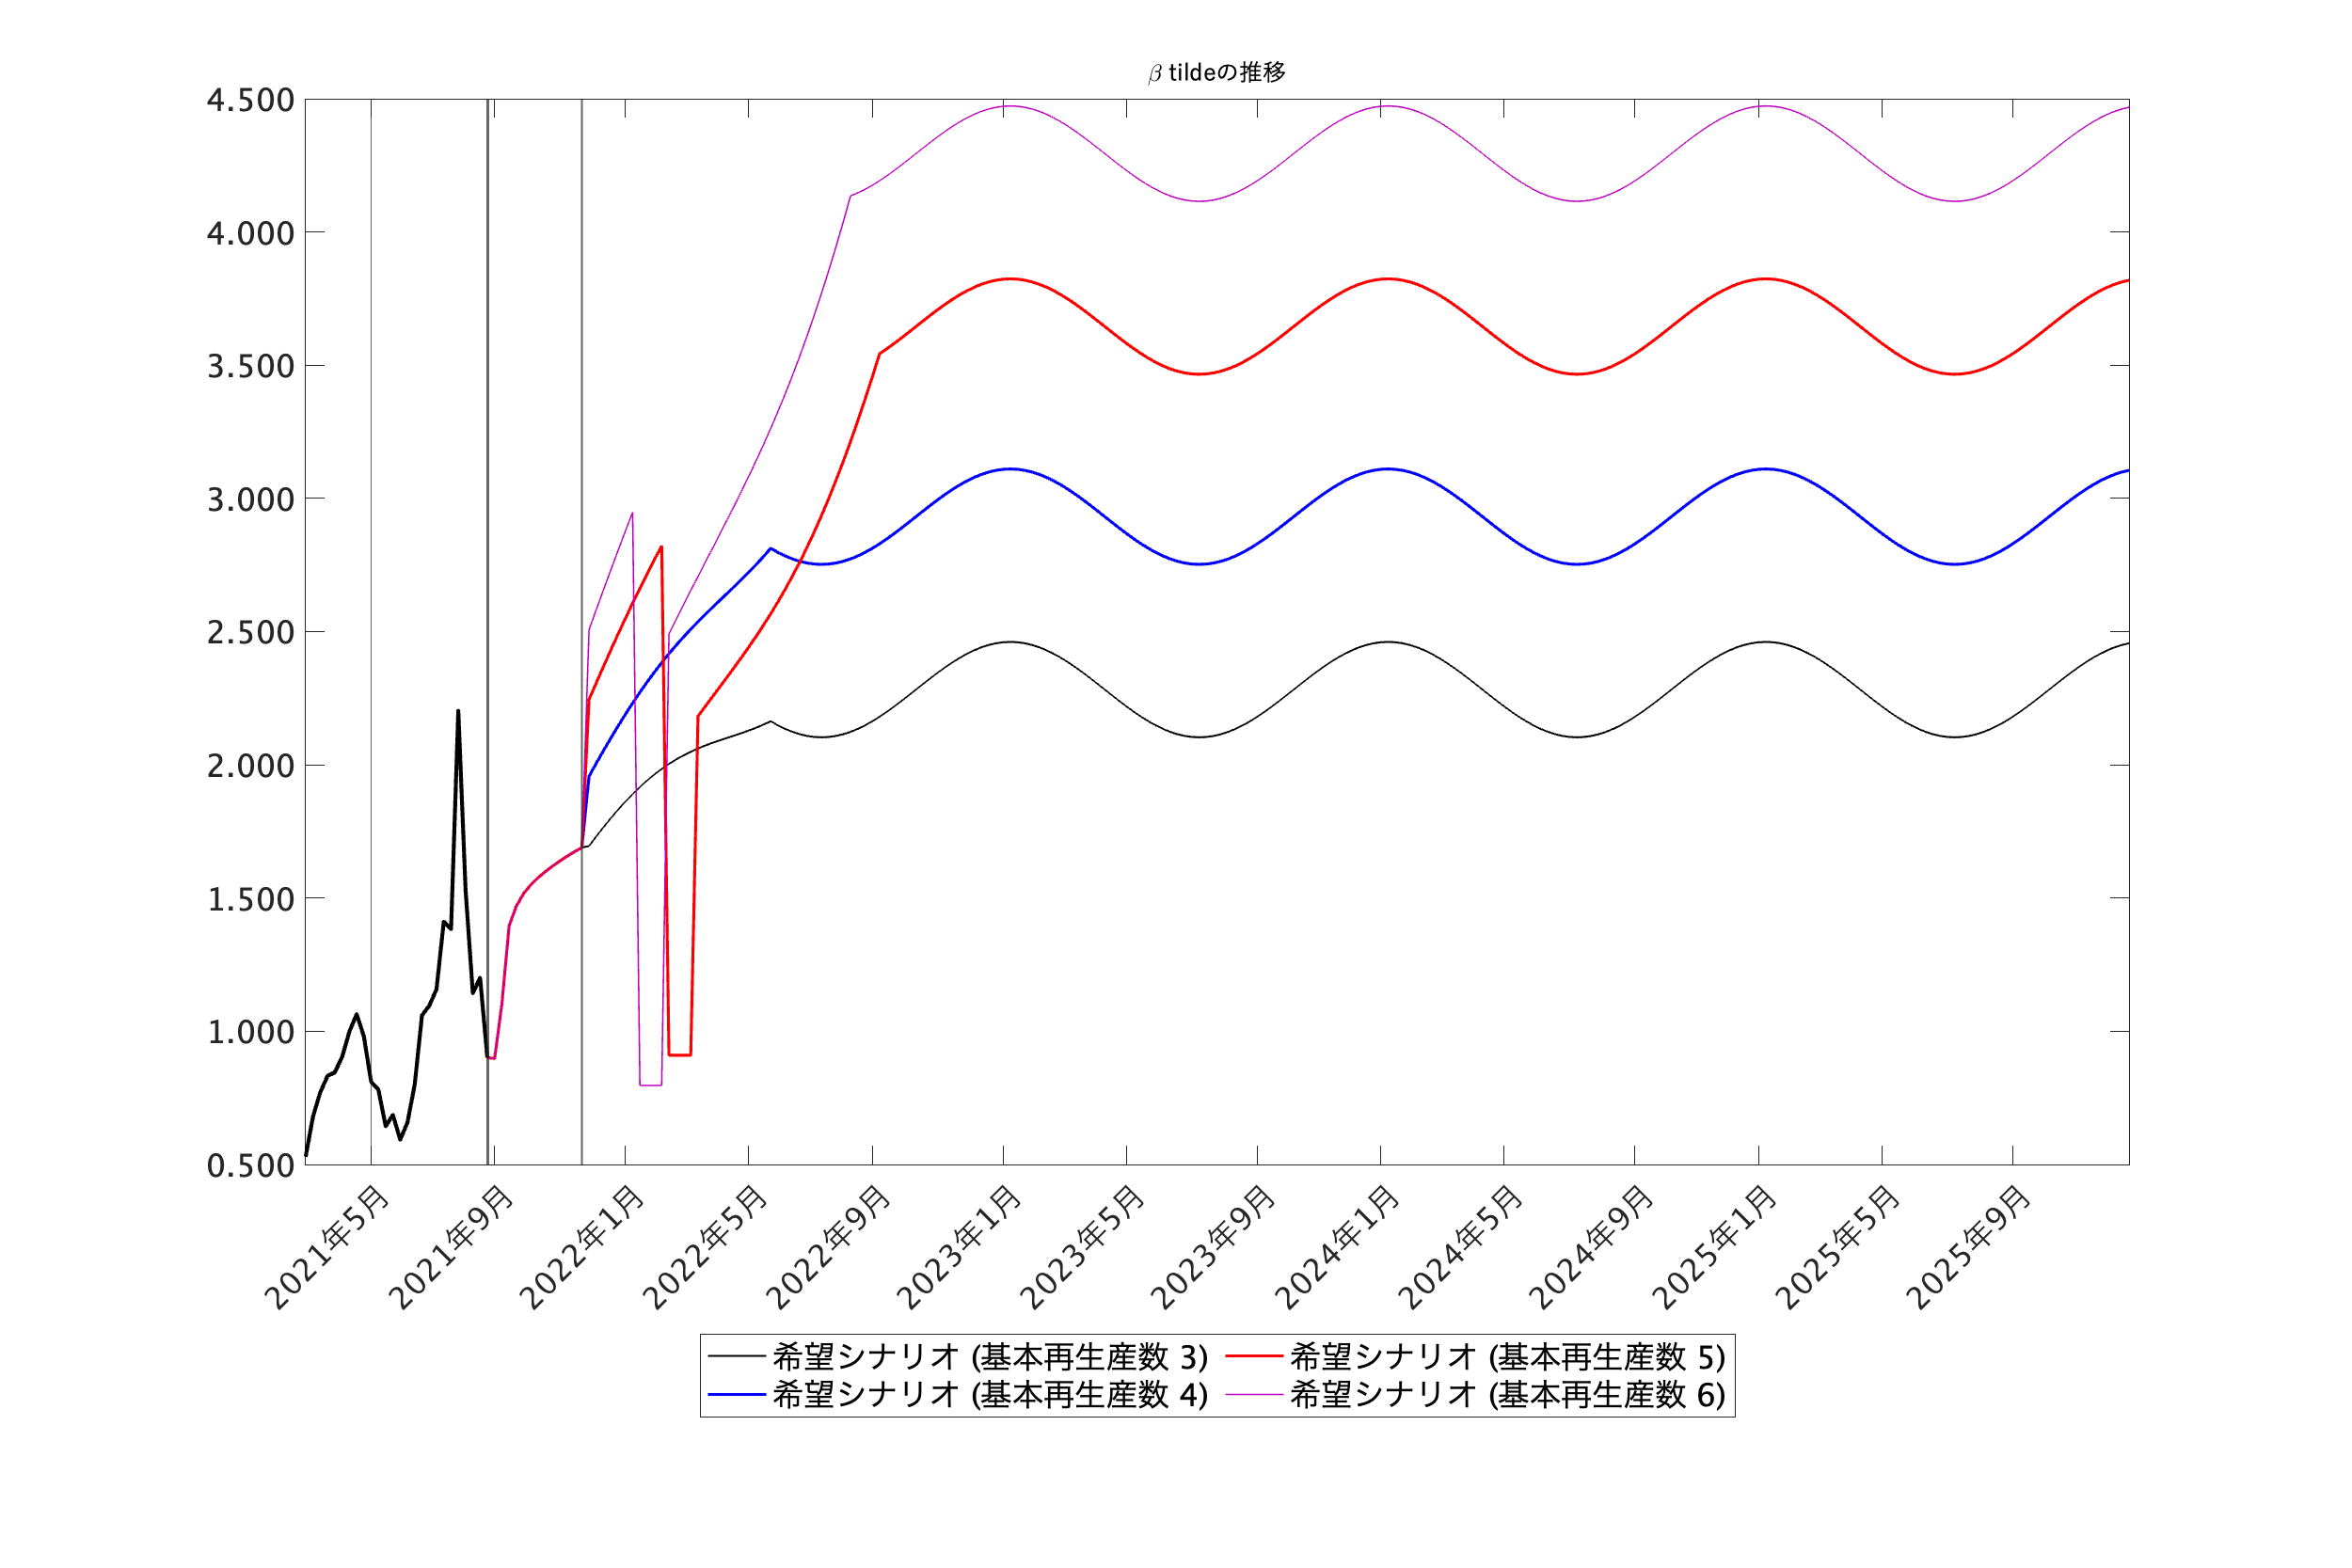 β tildeの推移
4.500
4.000
3.500
3.000
2.500
2.000
1.500
1.000
0.500
2021年5月
2021年9月
2022年1月
2022年5月
2022年9月
2023年1月
2023年5月
2023年9月
2024年1月
2024年5月
2024年9月
2025年1月
2025年5月
2025年9月
希望シナリオ (基本再生産数 3)
希望シナリオ (基本再生産数 5)
希望シナリオ (基本再生産数 4)
希望シナリオ (基本再生産数 6)